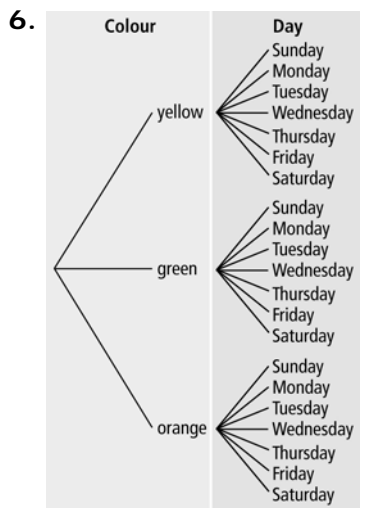 6.
Colour Day
Sunday
Monday
Tuesday
yellow Wednesday
Thursday
Friday
Saturday
Sunday
Monday
Tuesday
green Wednesday
Thursday
Friday
Saturday
Sunday
Monday
Tuesday
orange Wednesday
Thursday
Friday
Saturday